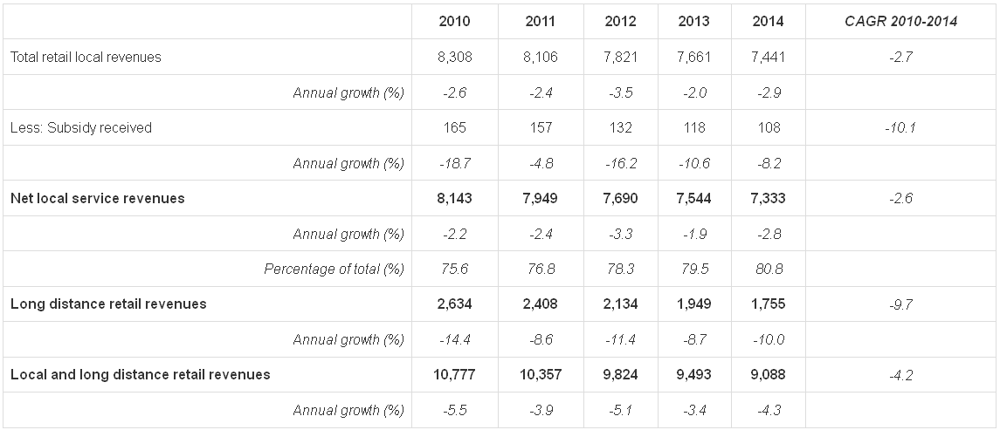 2010 2011 2012 2013 2014 CAGR 2010-2014
Total retail local revenues 8,308 8,106 7,821 7,661 7,441 -2.7
Annual growth (%) -2.6 -2.4 -3.5 -2.0 -2.9
Less: Subsidy received 165 157 132 118 108 -10.1
Annual growth (%) -18.7 -4.8 -16.2 -10.6 -8.2
Net local service revenues 8,143 7,949 7,690 7,544 7,333 -2.6
Annual growth (%) -2.2 -2.4 -3.3 -1.9 -2.8
Percentage of total (%) 75.6 76.8 78.3 79.5 80.8
Long distance retail revenues 2,634 2,408 2,134 1,949 1,755 -9.7
Annual growth (%) -14.4 -8.6 -11.4 -8.7 -10.0
Local and long distance retail revenues 10,777 10,357 9,824 9,493 9,088 -4.2
Annual growth (%) -5.5 -3.9 -5.1 -3.4 -4.3